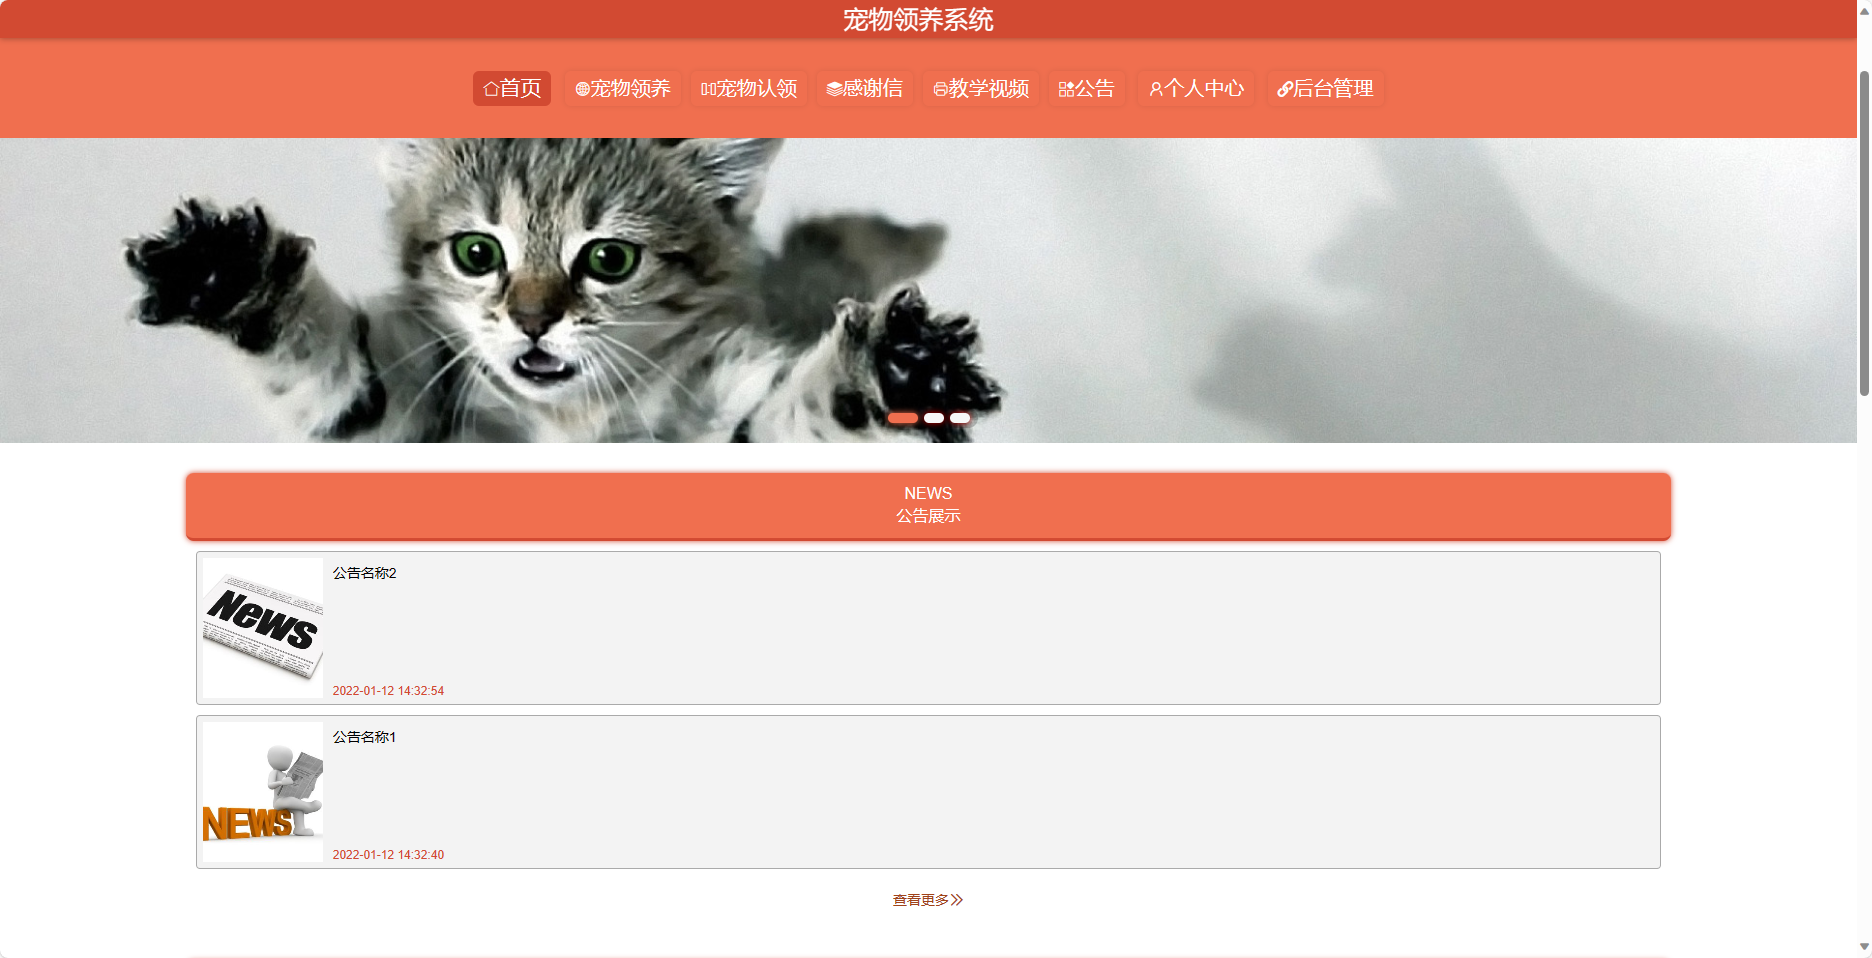 宠物领养系统
首页 宠物领养 宠物认领 感谢信 教学视频 公告 个人中心 后台管理
NEWS
公告展示
News
公告名称2
2022-01-12 14:32:54
公告名称1
NEWS
2022-01-12 14:32:40
查看更多